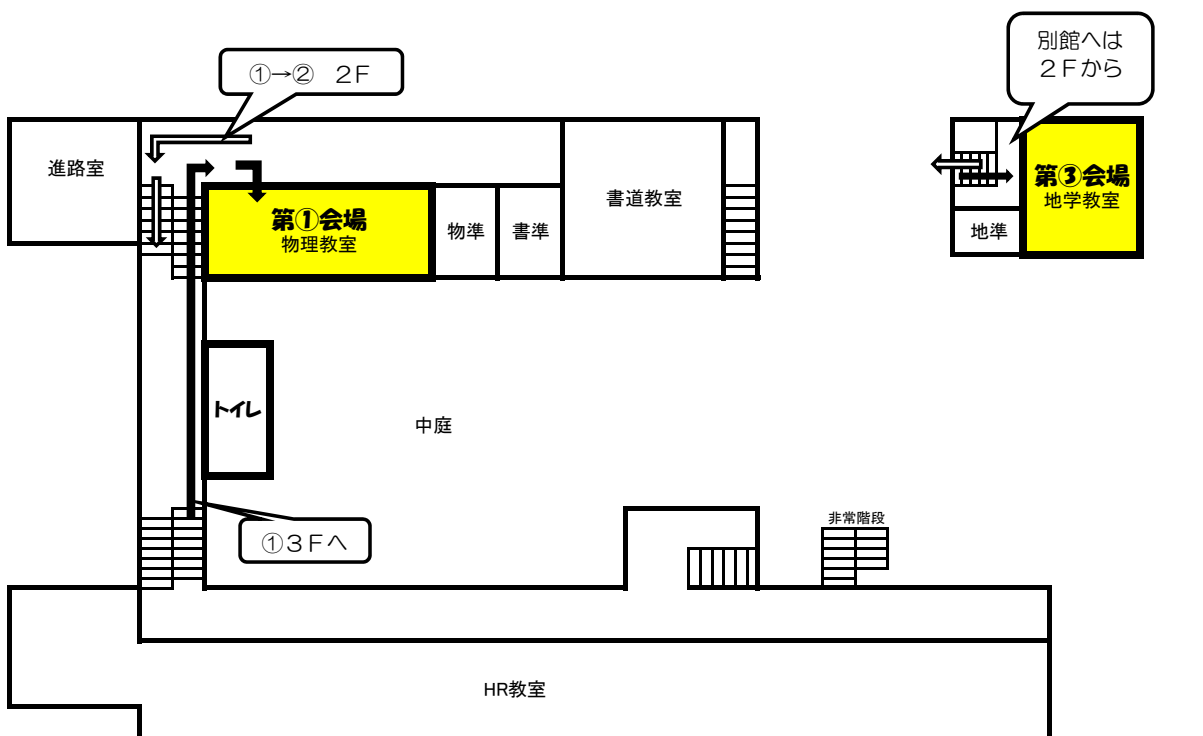 ①→② ２Ｆ
別館へは
２Ｆから
進路室
第①会場
物理教室
物準
書準
書道教室
第③会場
地学教室
地準
トイレ
中庭
①３Ｆへ
非常階段
HR教室